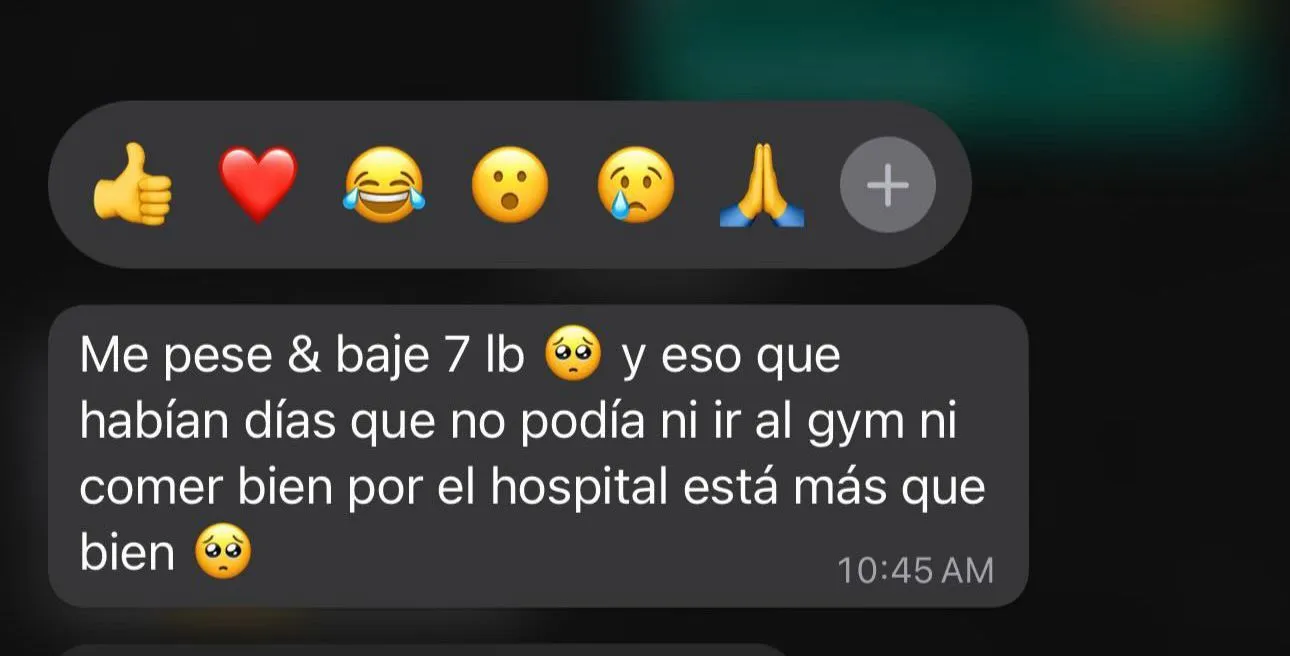 Me pese & baje 7 lb 🥺 y eso que
habían días que no podía ni ir al gym ni
comer bien por el hospital está más que
bien 🥺
10:45 AM